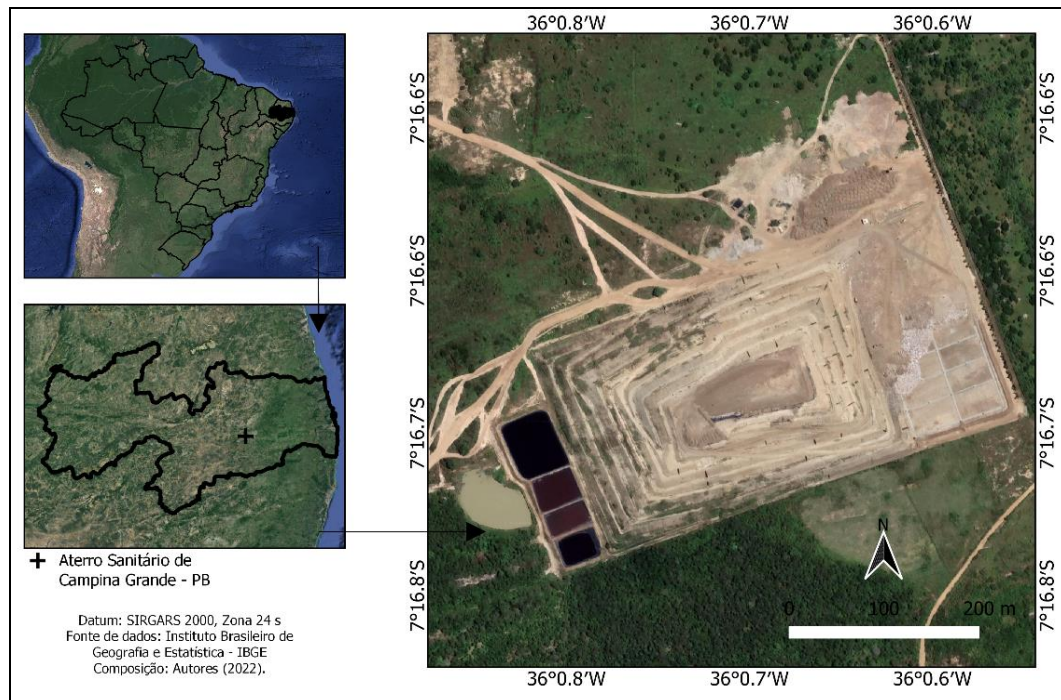 36°0.8'W 36°0.7'W 36°0.6'W
7°16.6'S 7°16.6'S
7°16.6'S 7°16.6'S
7°16.7'S 7°16.7'S
7°16.8'S 7°16.8'S
Aterro Sanitário de
Campina Grande - PB
Datum: SIRGARS 2000, Zona 24 s
Fonte de dados: Instituto Brasileiro de
Geografia e Estatística - IBGE
Composição: Autores (2022).
N
0 100 200 m
36°0.8'W 36°0.7'W 36°0.6'W